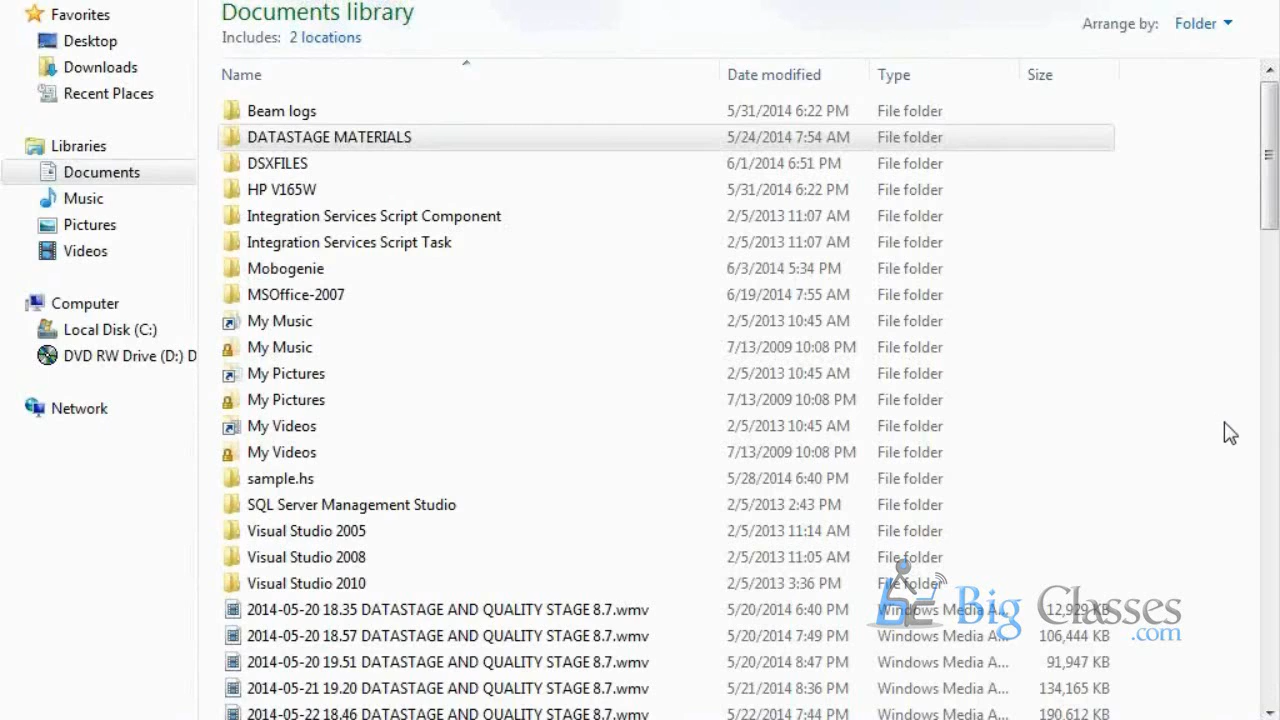 Favorites
Desktop
Downloads
Recent Places
Libraries
Documents
Music
Pictures
Videos
Computer
Local Disk (C:)
DVD RW Drive (D:) D
Network
Documents library
Includes: 2 locations
Arrange by: Folder
Name Date modified Type Size
Beam logs 5/31/2014 6:22 PM File folder
DATASTAGE MATERIALS 5/24/2014 7:54 AM File folder
DSXFILES 6/1/2014 6:51 PM File folder
HP V165W 5/31/2014 6:22 PM File folder
Integration Services Script Component 2/5/2013 11:07 AM File folder
Integration Services Script Task 2/5/2013 11:07 AM File folder
Mobogenie 6/3/2014 5:34 PM File folder
MSOffice-2007 6/19/2014 7:55 AM File folder
My Music 2/5/2013 10:45 AM File folder
My Music 7/13/2009 10:08 PM File folder
My Pictures 2/5/2013 10:45 AM File folder
My Pictures 7/13/2009 10:08 PM File folder
My Videos 2/5/2013 10:45 AM File folder
My Videos 7/13/2009 10:08 PM File folder
sample.hs 5/28/2014 6:40 PM File folder
SQL Server Management Studio 2/5/2013 2:43 PM File folder
Visual Studio 2005 2/5/2013 11:14 AM File folder
Visual Studio 2008 2/5/2013 11:05 AM File folder
Visual Studio 2010 2/5/2013 3:36 PM File folder
2014-05-20 18.35 DATASTAGE AND QUALITY STAGE 8.7.wmv 5/20/2014 6:40 PM Windows Media A... 12,929 KB
2014-05-20 18.57 DATASTAGE AND QUALITY STAGE 8.7.wmv 5/20/2014 7:49 PM Windows Media A... 106,444 KB
2014-05-20 19.51 DATASTAGE AND QUALITY STAGE 8.7.wmv 5/20/2014 8:47 PM Windows Media A... 91,947 KB
2014-05-21 19.20 DATASTAGE AND QUALITY STAGE 8.7.wmv 5/21/2014 8:36 PM Windows Media A... 134,165 KB
2014-05-22 18.46 DATASTAGE AND QUALITY STAGE 8.7.wmv 5/22/2014 7:44 PM Windows Media A... 190,612 KB
Big Classes
.com